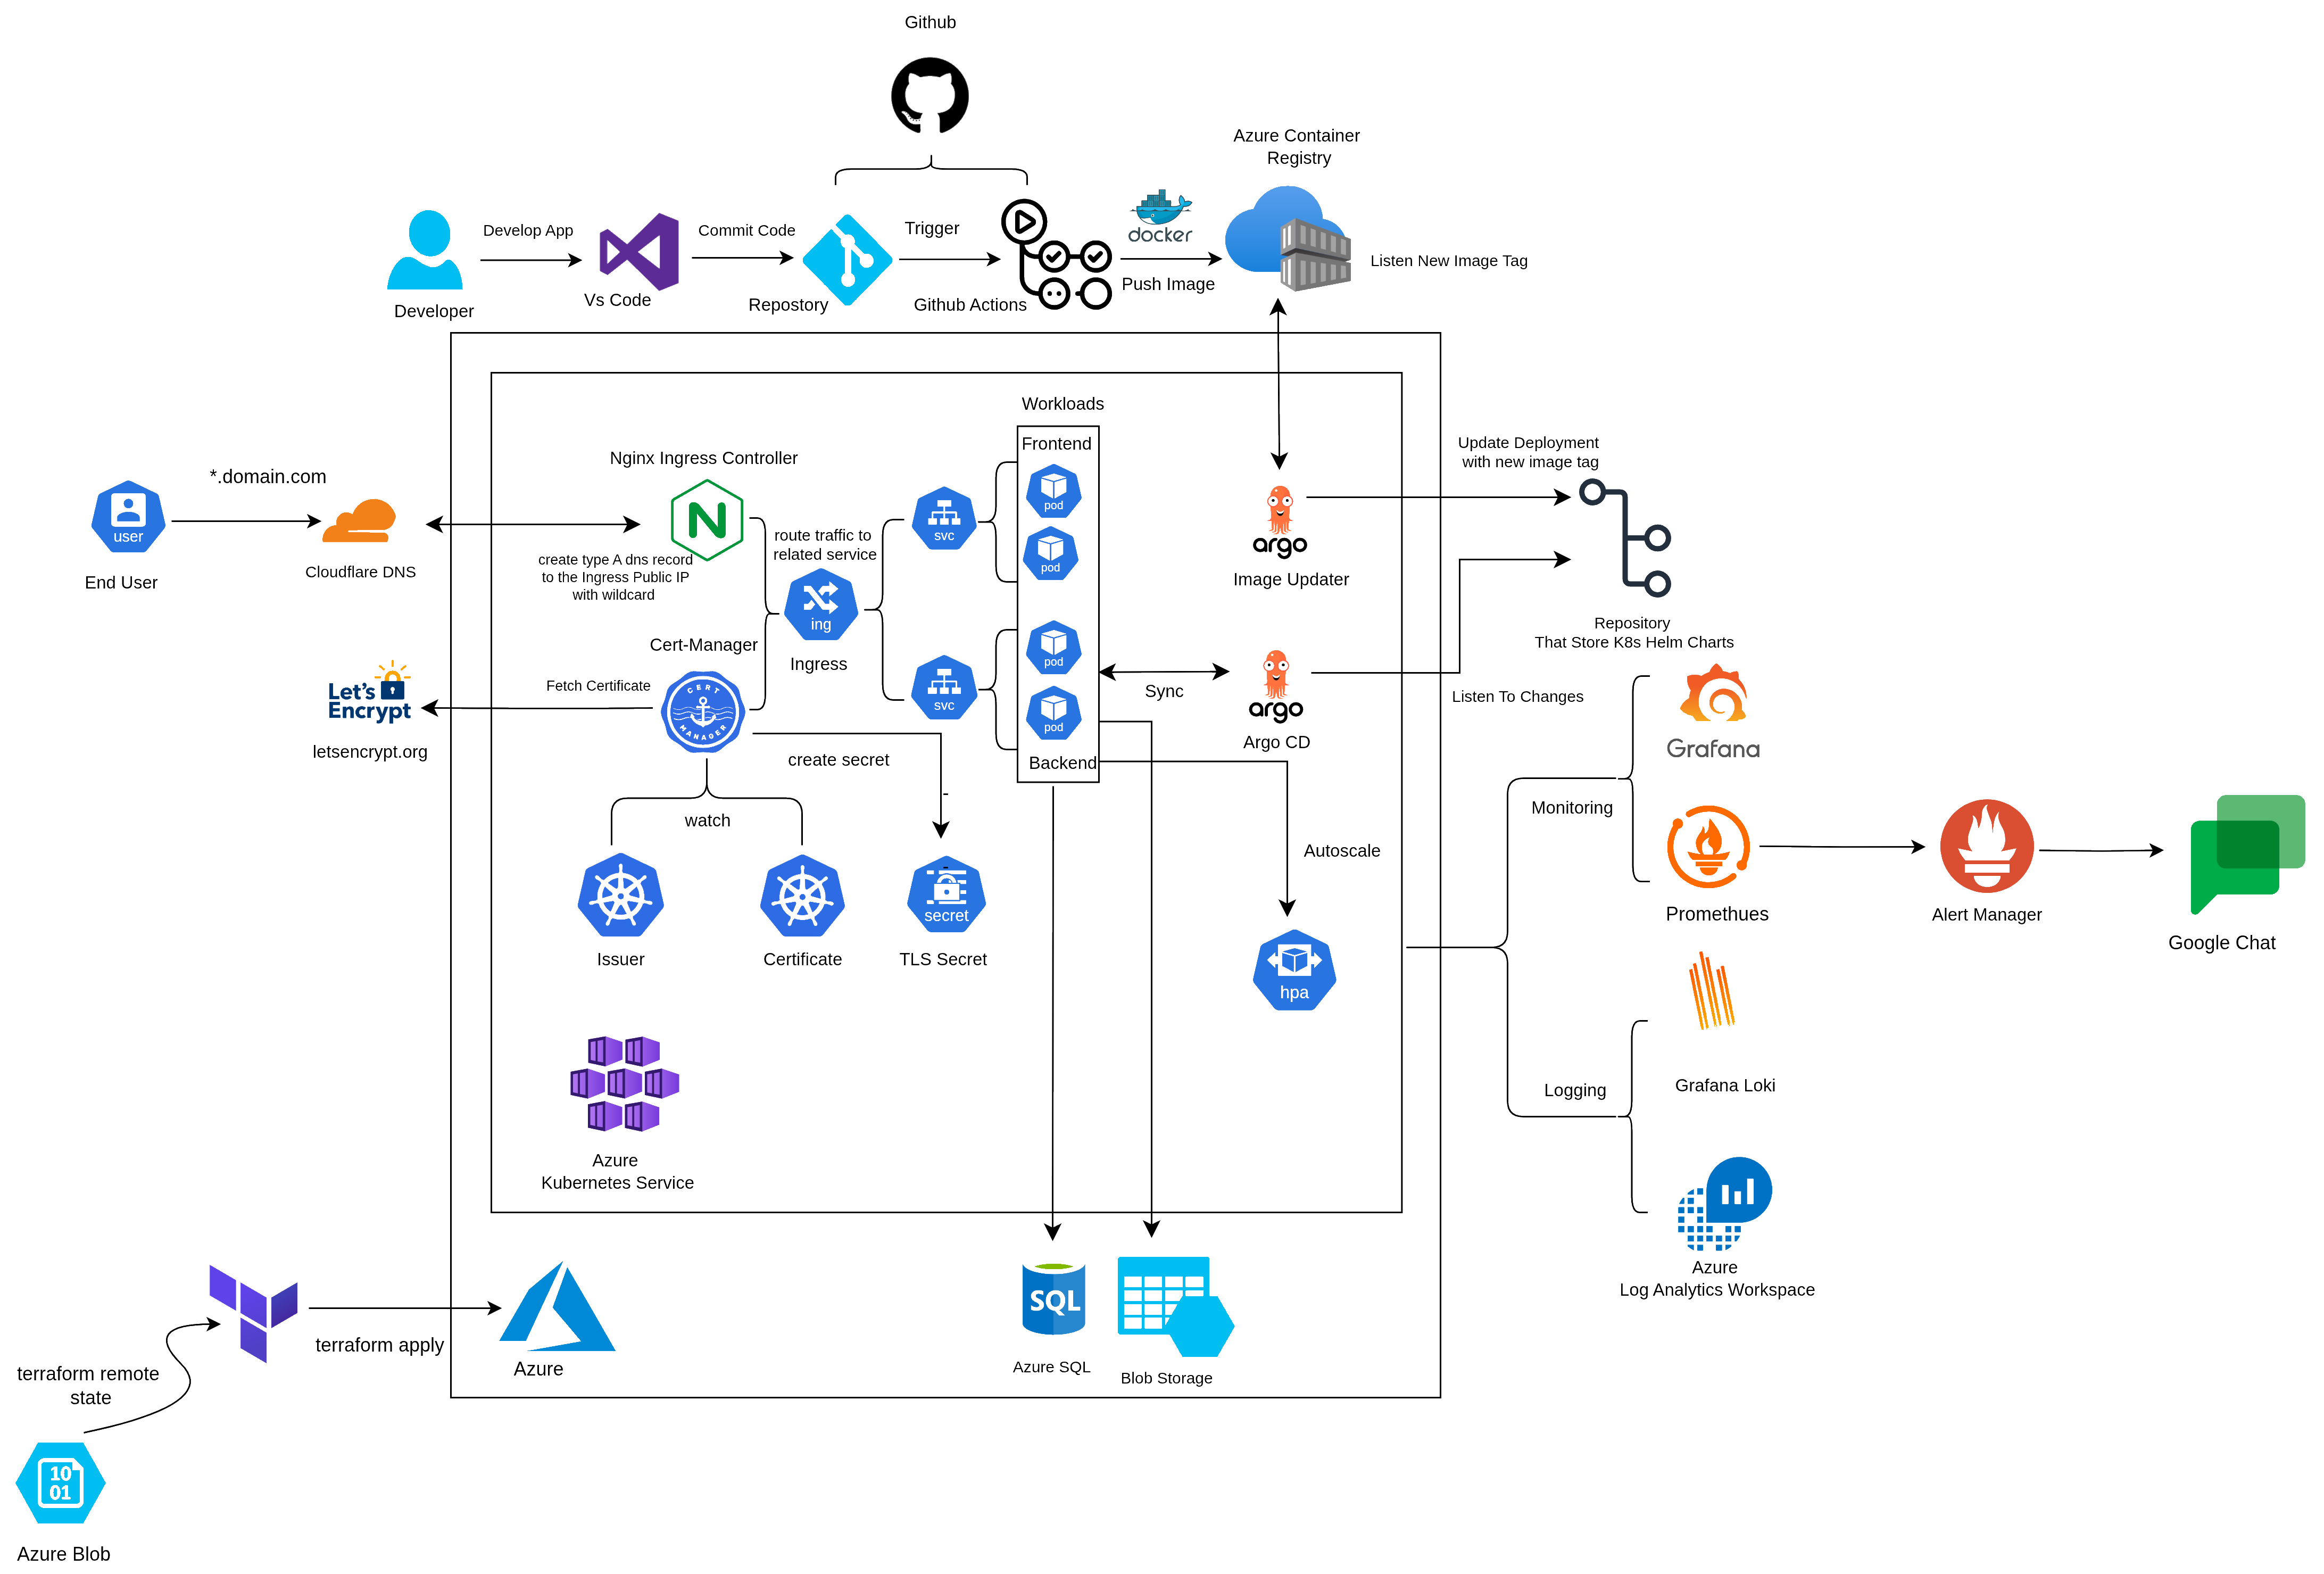 Github
Azure Container
Registry
docker
Develop App
Commit Code
Trigger
Listen New Image Tag
Push Image
Vs Code
Repostory
Github Actions
Developer
Workloads
Frontend
Update Deployment
with new image tag
Nginx Ingress Controller
*.domain.com
pod
user
svc
route traffic to
related service
argo
create type A dns record
to the Ingress Public IP
with wildcard
pod
Cloudflare DNS
End User
Image Updater
ing
Repository
That Store K8s Helm Charts
Cert-Manager
Ingress
pod
Let's
Encrypt
Fetch Certificate
CERT
MANAGER
svc
Sync
Listen To Changes
argo
pod
letsencrypt.org
create secret
Backend
Argo CD
Grafana
-
watch
Monitoring
Autoscale
secret
Promethues
Alert Manager
Google Chat
Issuer
Certificate
TLS Secret
hpa
Grafana Loki
Logging
Azure
Kubernetes Service
Azure
Log Analytics Workspace
SQL
terraform apply
Azure
Azure SQL
Blob Storage
terraform remote
state
10
01
Azure Blob